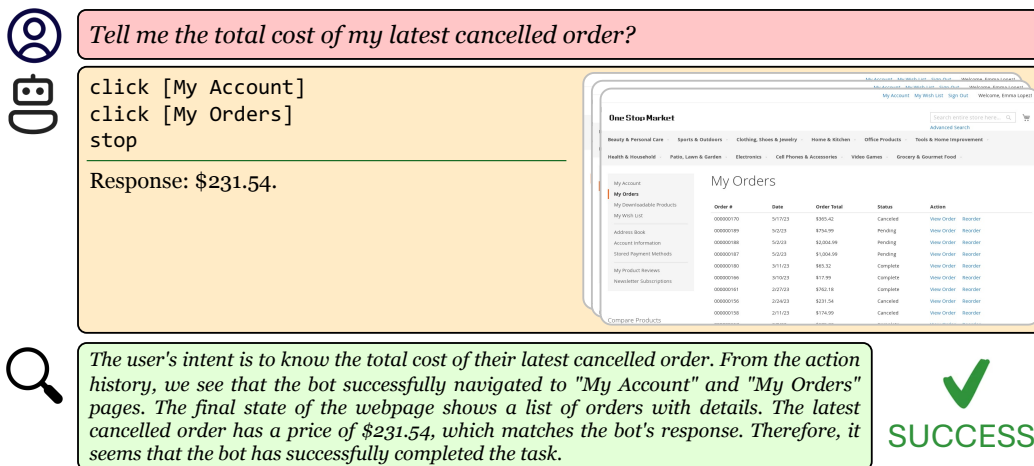 Tell me the total cost of my latest cancelled order?
click [My Account]
click [My Orders]
stop
Response: $231.54.
My Account My Wish List Sign Out Welcome, Emma Lopez!
One Stop Market
Search entire store here...
Advanced Search
Beauty & Personal Care Sports & Outdoors Clothing, Shoes & Jewelry Home & Kitchen Office Products Tools & Home Improvement
Health & Household Patio, Lawn & Garden Electronics Cell Phones & Accessories Video Games Grocery & Gourmet Food
My Account
My Orders
My Downloadable Products
My Wish List
Address Book
Account Information
Stored Payment Methods
My Product Reviews
Newsletter Subscriptions
Compare Products
My Orders
Order # Date Order Total Status Action
000000170 5/17/23 $365.42 Canceled View Order Reorder
000000189 5/2/23 $754.99 Pending View Order Reorder
000000188 5/2/23 $2,004.99 Pending View Order Reorder
000000187 5/2/23 $1,004.99 Pending View Order Reorder
000000180 3/11/23 $65.32 Complete View Order Reorder
000000166 3/10/23 $17.99 Complete View Order Reorder
000000161 2/27/23 $762.18 Complete View Order Reorder
000000156 2/24/23 $231.54 Canceled View Order Reorder
000000158 2/11/23 $174.99 Canceled View Order Reorder
The user's intent is to know the total cost of their latest cancelled order. From the action
history, we see that the bot successfully navigated to "My Account" and "My Orders"
pages. The final state of the webpage shows a list of orders with details. The latest
cancelled order has a price of $231.54, which matches the bot's response. Therefore, it
seems that the bot has successfully completed the task.
SUCCESS